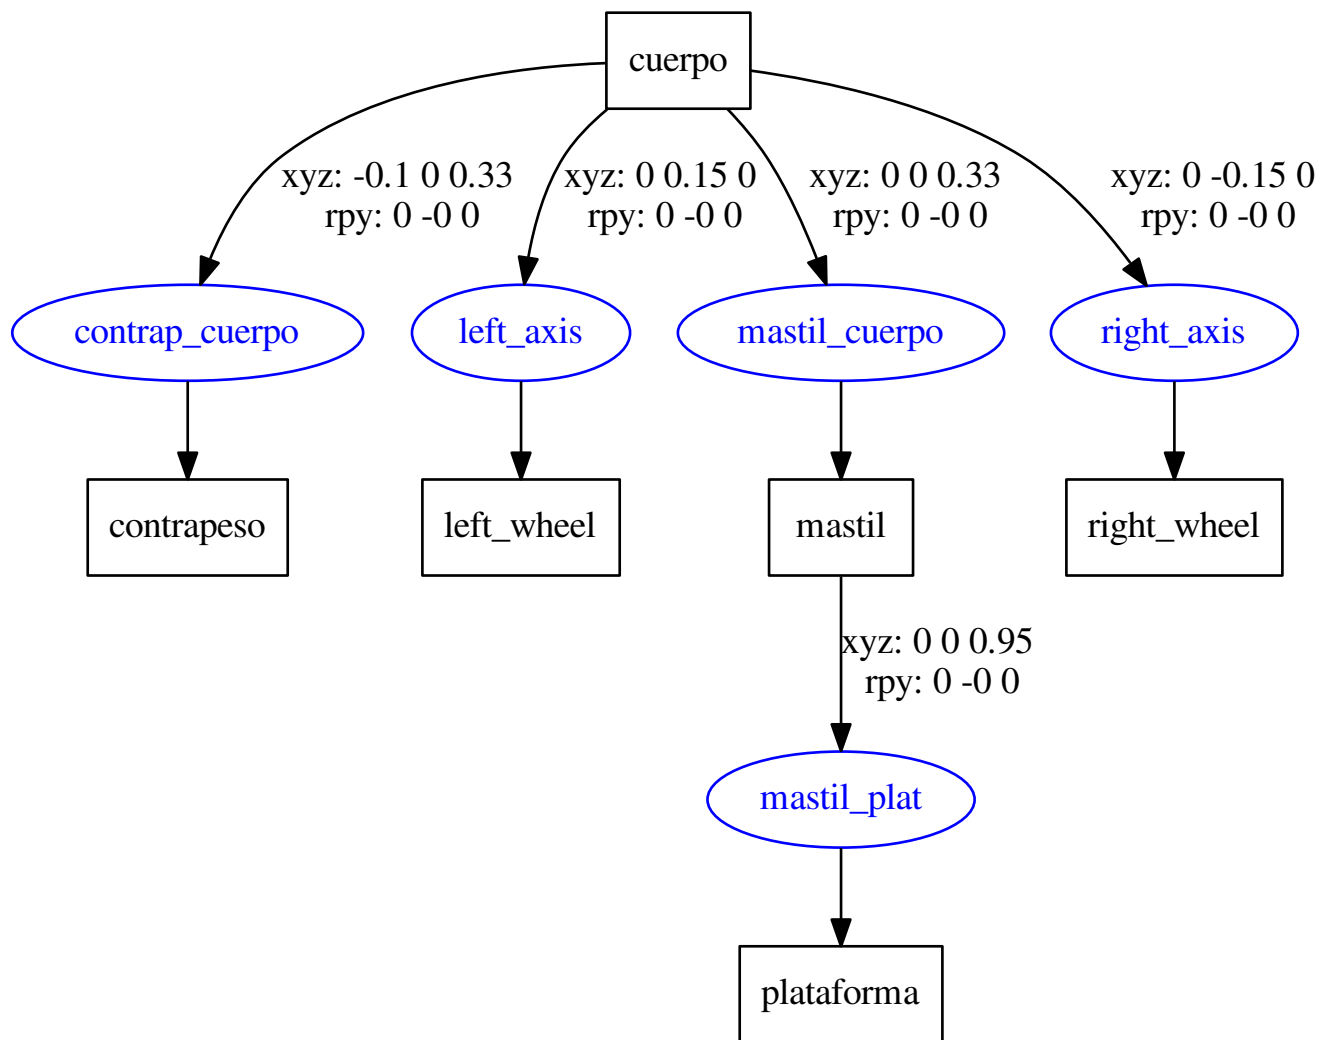 cuerpo
xyz: -0.1 0 0.33
rpy: 0 -0 0
xyz: 0 0.15 0
rpy: 0 -0 0
xyz: 0 0 0.33
rpy: 0 -0 0
xyz: 0 -0.15 0
rpy: 0 -0 0
contrap_cuerpo
left_axis
mastil_cuerpo
right_axis
contrapeso
left_wheel
mastil
right_wheel
xyz: 0 0 0.95
rpy: 0 -0 0
mastil_plat
plataforma